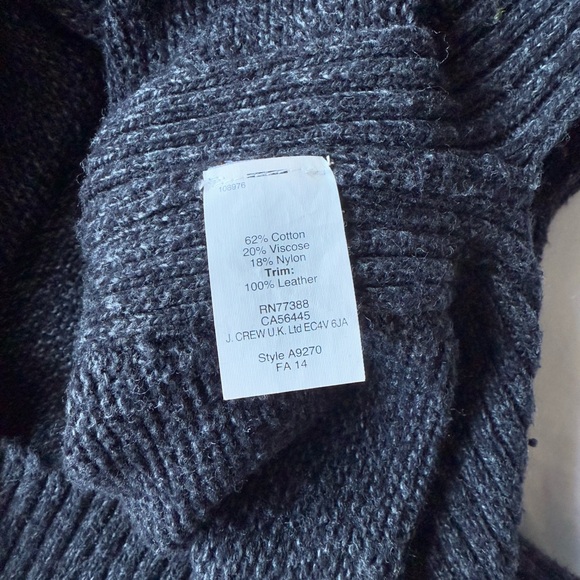 108976
62% Cotton
20% Viscose
18% Nylon
Trim:
100% Leather
RN77388
CA56445
J. CREW U.K. Ltd EC4V 6JA
Style A9270
FA 14